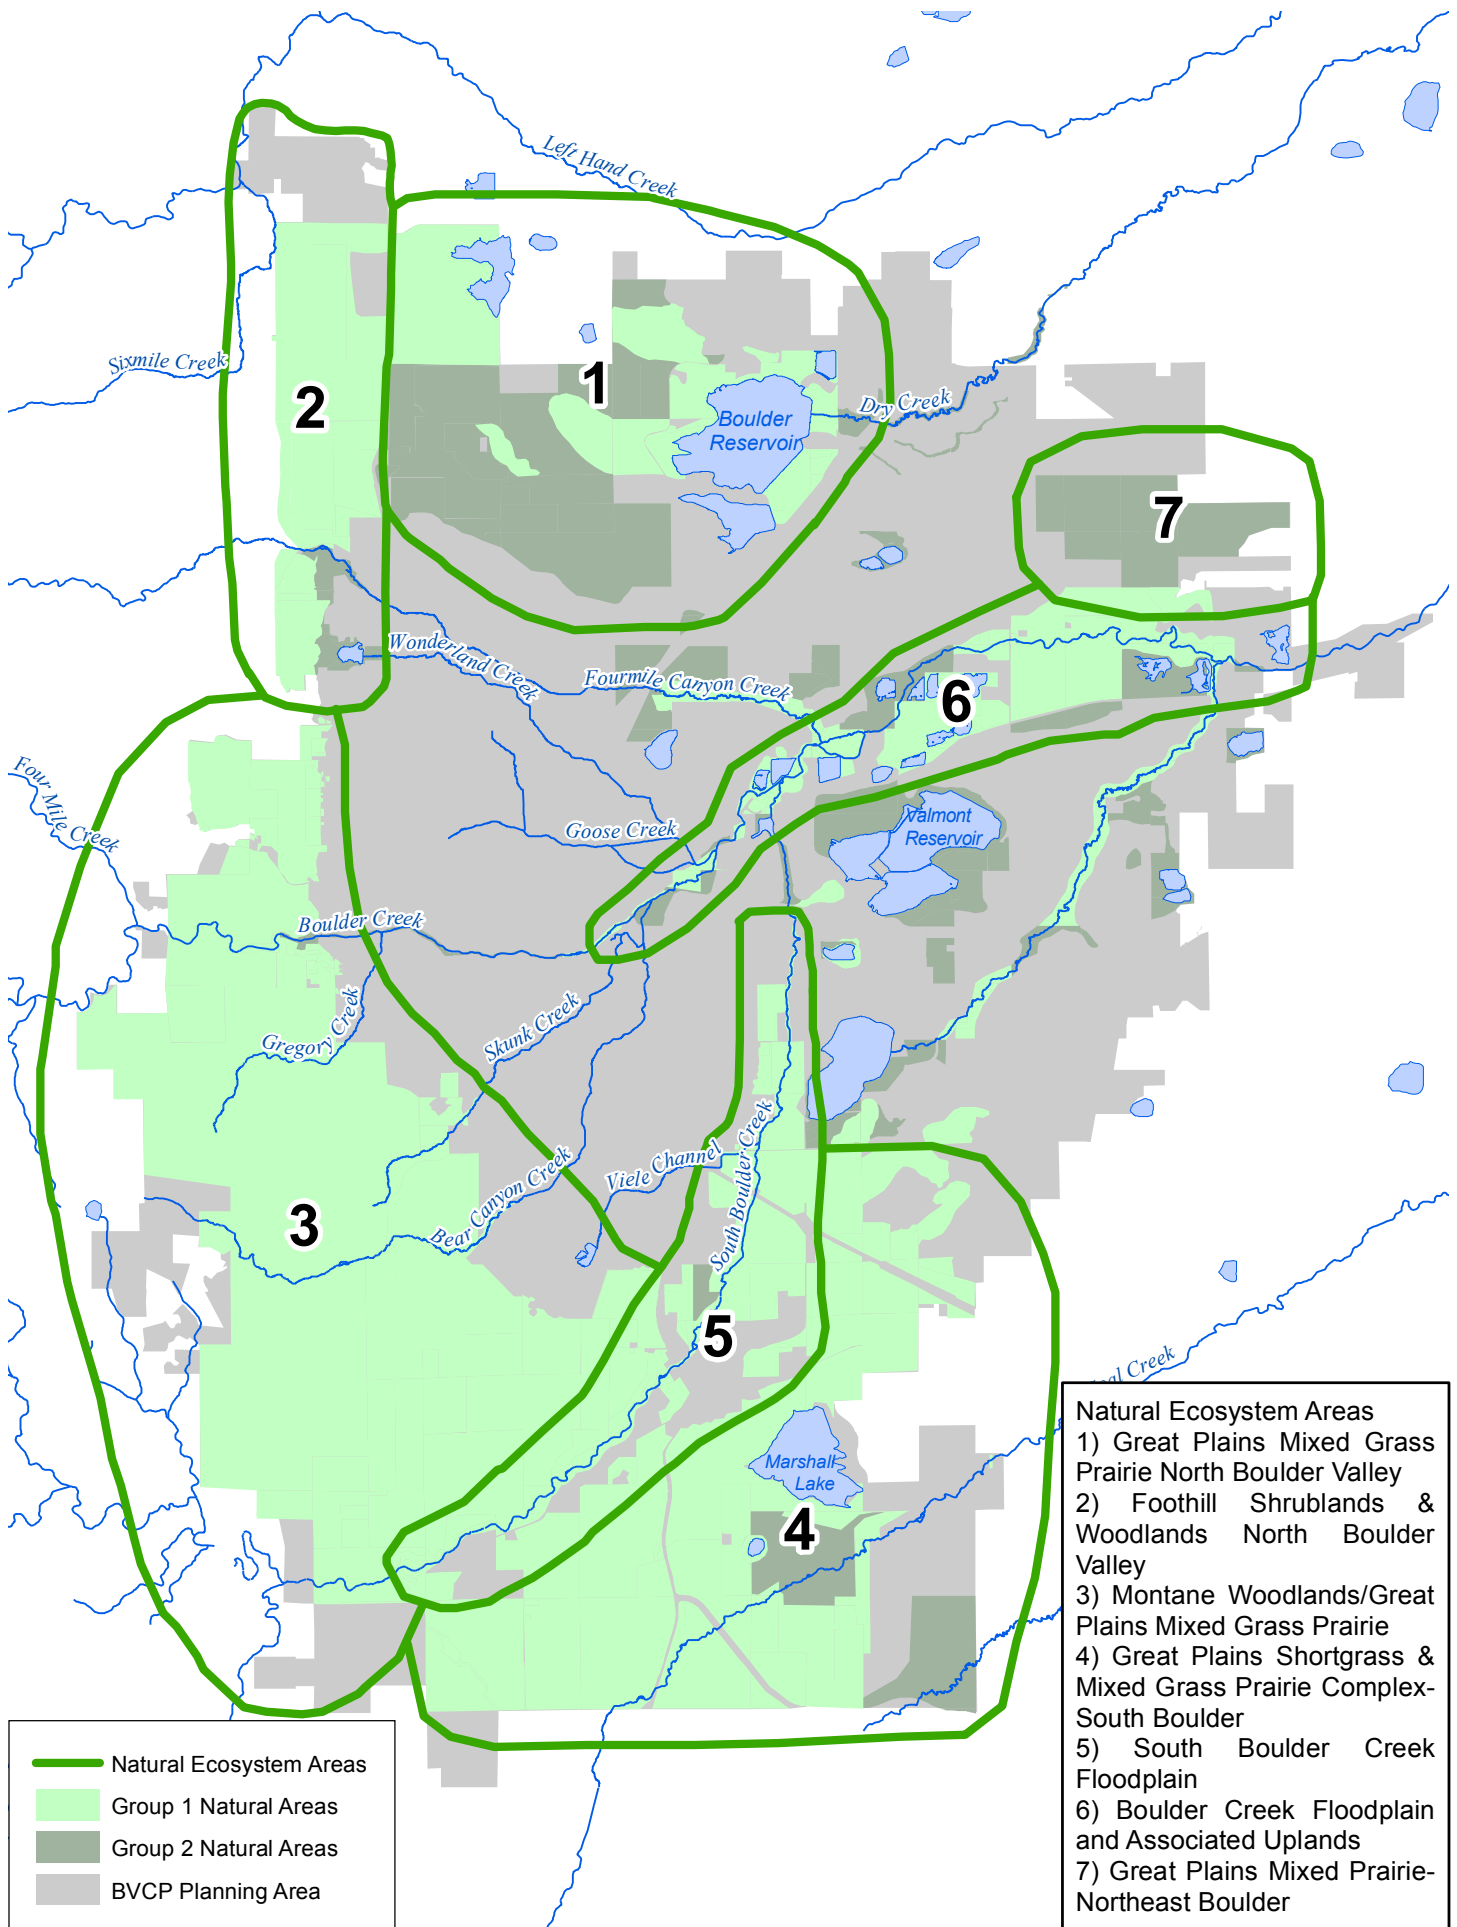 Left Hand Creek
Sixmile Creek
1
2
Boulder
Reservoir
Dry Creek
7
Wonderland Creek
Fourmile Canyon Creek
6
Four Mile Creek
Goose Creek
Valmont
Reservoir
Boulder Creek
Gregory Creek
Skunk Creek
South Boulder Creek
Viele Channel
Bear Canyon Creek
3
5
Creek
Marshall
Lake
4
Natural Ecosystem Areas
1) Great Plains Mixed Grass
Prairie North Boulder Valley
2) Foothill Shrublands &
Woodlands North Boulder
Valley
3) Montane Woodlands/Great
Plains Mixed Grass Prairie
4) Great Plains Shortgrass &
Mixed Grass Prairie Complex-
South Boulder
5) South Boulder Creek
Floodplain
6) Boulder Creek Floodplain
and Associated Uplands
7) Great Plains Mixed Prairie-
Northeast Boulder
Natural Ecosystem Areas
Group 1 Natural Areas
Group 2 Natural Areas
BVCP Planning Area